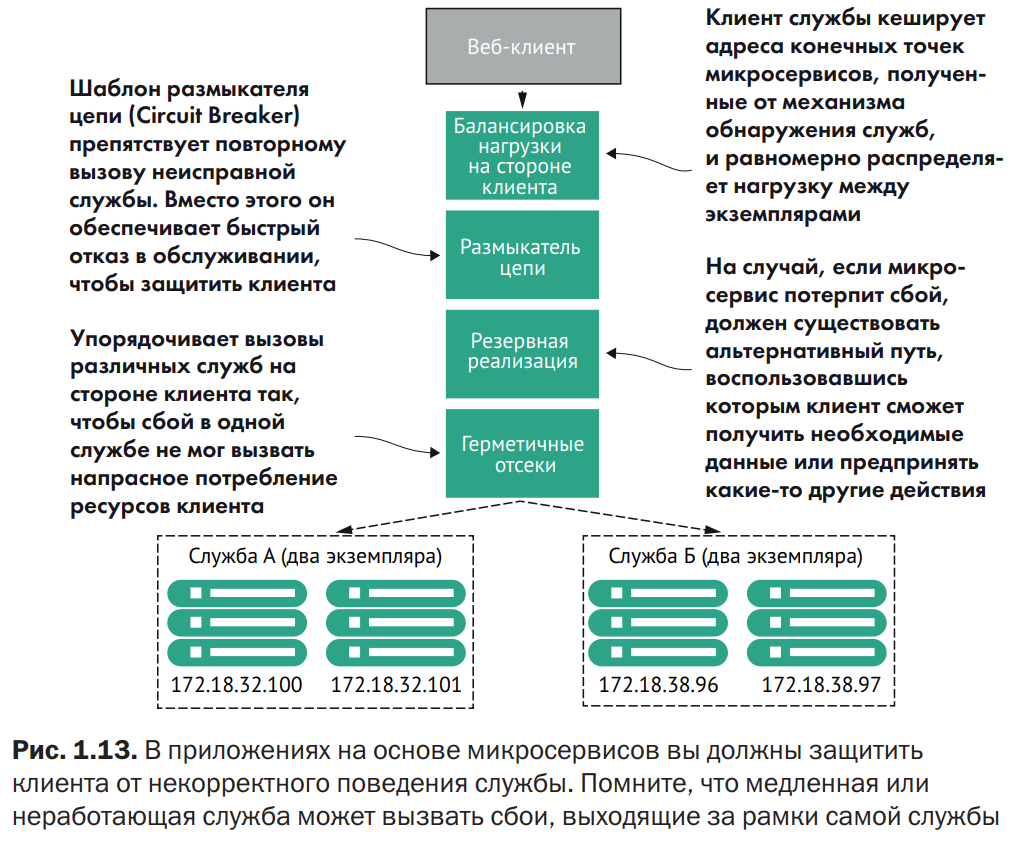 Веб-клиент
Клиент службы кеширует
адреса конечных точек
микросервисов, получен-
ные от механизма
обнаружения служб,
и равномерно распределя-
ет нагрузку между
экземплярами
Шаблон размыкателя
цепи (Circuit Breaker)
препятствует повторному
вызову неисправной
службы. Вместо этого он
обеспечивает быстрый
отказ в обслуживании,
чтобы защитить клиента
Балансировка
нагрузки
на стороне
клиента
Размыкатель
цепи
На случай, если микро-
сервис потерпит сбой,
должен существовать
альтернативный путь,
воспользовавшись
которым клиент сможет
получить необходимые
данные или предпринять
какие-то другие действия
Упорядочивает вызовы
различных служб на
стороне клиента так,
чтобы сбой в одной
службе не мог вызвать
напрасное потребление
ресурсов клиента
Резервная
реализация
Герметичные
отсеки
Служба А (два экземпляра)
172.18.32.100
172.18.32.101
Служба Б (два экземпляра)
172.18.38.96
172.18.38.97
Рис. 1.13. В приложениях на основе микросервисов вы должны защитить
клиента от некорректного поведения службы. Помните, что медленная или
неработающая служба может вызвать сбои, выходящие за рамки самой службы